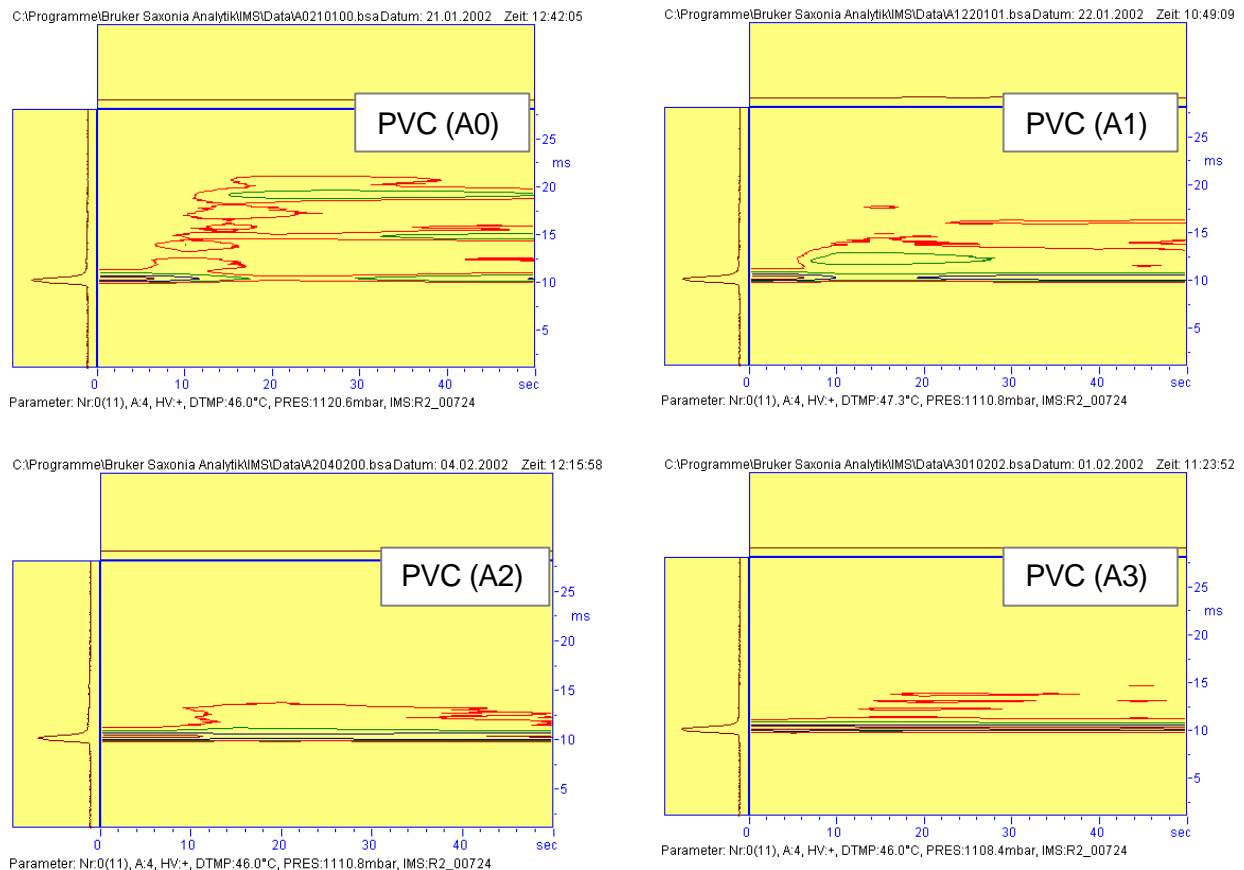 C:\Programme\Bruker Saxonia Analytik\IMS\Data\A0210100.bsa Datum: 21.01.2002 Zeit: 12:42:05
PVC (A0)
25
ms
20
15
10
5
0 10 20 30 40 sec
Parameter: Nr:0(11), A:4, HV:+, DTMP:46.0°C, PRES:1120.6mbar, IMS:R2_00724
C:\Programme\Bruker Saxonia Analytik\IMS\Data\A1220101.bsa Datum: 22.01.2002 Zeit: 10:49:09
PVC (A1)
25
ms
20
15
10
5
0 10 20 30 40 sec
Parameter: Nr:0(11), A:4, HV:+, DTMP:47.3°C, PRES:1110.8mbar, IMS:R2_00724
C:\Programme\Bruker Saxonia Analytik\IMS\Data\A2040200.bsa Datum: 04.02.2002 Zeit: 12:15:58
PVC (A2)
25
ms
20
15
10
5
0 10 20 30 40 sec
Parameter: Nr:0(11), A:4, HV:+, DTMP:46.0°C, PRES:1110.8mbar, IMS:R2_00724
C:\Programme\Bruker Saxonia Analytik\IMS\Data\A3010202.bsa Datum: 01.02.2002 Zeit: 11:23:52
PVC (A3)
25
ms
20
15
10
5
0 10 20 30 40 sec
Parameter: Nr:0(11), A:4, HV:+, DTMP:46.0°C, PRES:1108.4mbar, IMS:R2_00724